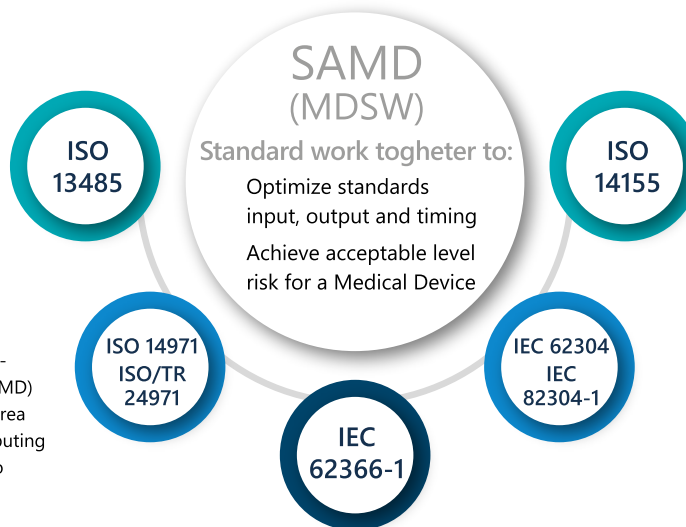 SAMD
(MDSW)
Standard work togheter to:
Optimize standards
input, output and timing
Achieve acceptable level
risk for a Medical Device
ISO
13485
ISO
14155
ISO 14971
ISO/TR
24971
IEC 62304
IEC
82304-1
IEC
62366-1
-
MD)
rea
outing
o